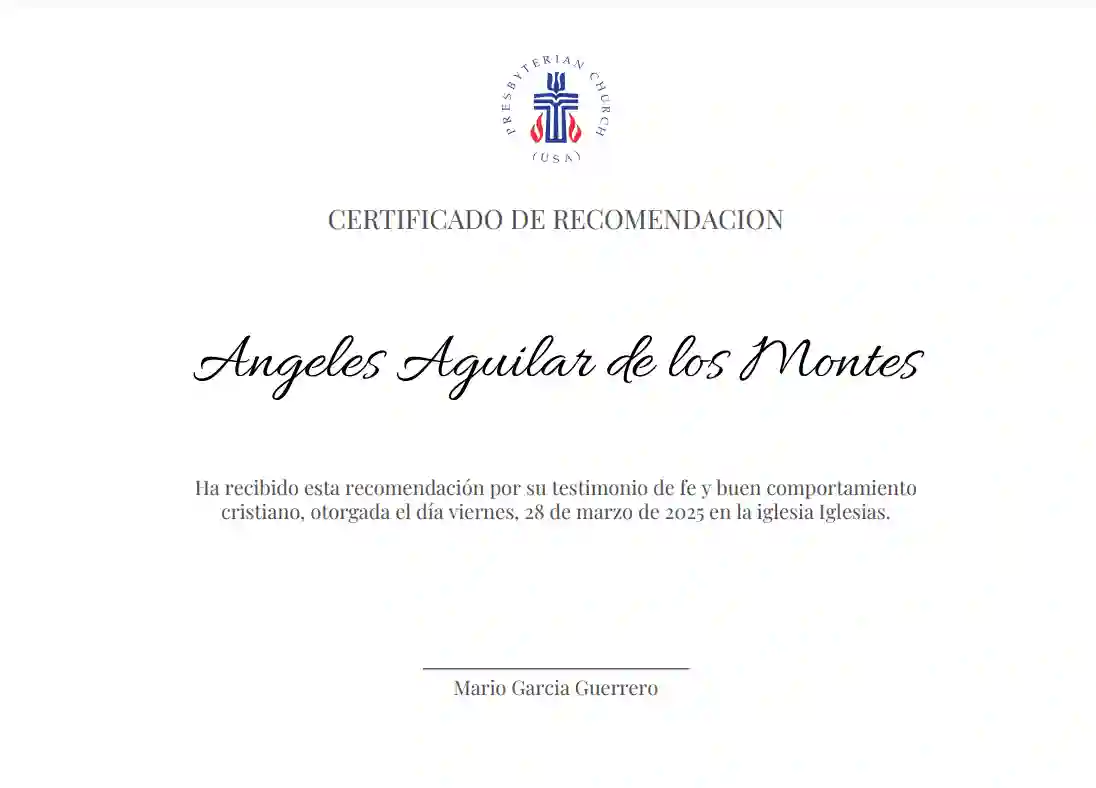 PRESBYTERIAN CHURCH
(USA)
CERTIFICADO DE RECOMENDACION
Angeles Aguilar de los Montes
Ha recibido esta recomendación por su testimonio de fe y buen comportamiento
cristiano, otorgada el día viernes, 28 de marzo de 2025 en la iglesia Iglesias.
Mario Garcia Guerrero